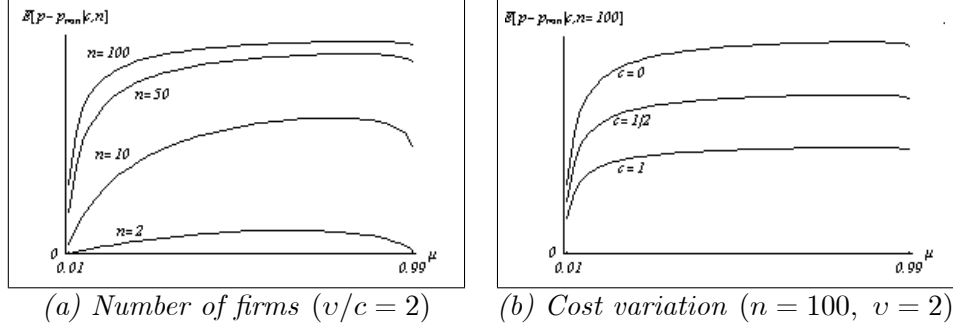 E[p - p_min | c, n]
n= 100
n= 50
n= 10
n= 2
0
0.01
0.99
μ
(a) Number of firms (υ/c = 2)
E[p - p_min | c, n= 100]
c = 0
c = 1/2
c = 1
0
0.01
0.99
μ
(b) Cost variation (n = 100, υ = 2)